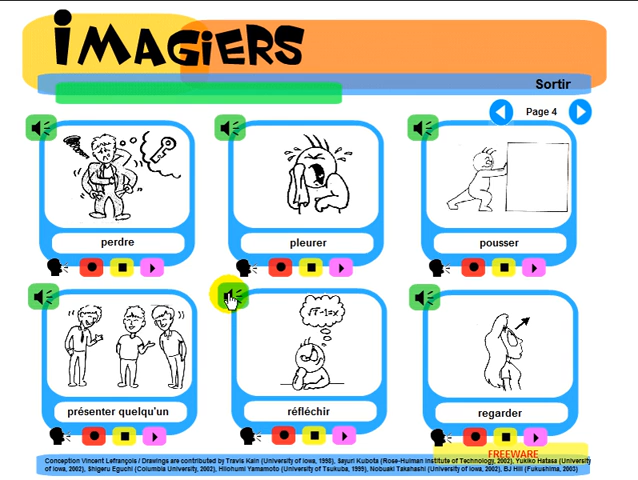 iMAGiERS
Sortir
Page 4
perdre
pleurer
pousser
√-1=x
présenter quelqu'un
réfléchir
regarder
FREEWARE
Conception Vincent Lefrançois / Drawings are contributed by Travis Kain (University of Iowa, 1998), Sayuri Kubota (Rose-Hulman Institute of Technology, 2002), Yukiko Hatasa (University
of Iowa, 2002), Shigeru Eguchi (Columbia University, 2002), Hilofumi Yamamoto (University of Tsukuba, 1999), Nobuaki Takahashi (University of Iowa, 2002), BJ Hill (Fukushima, 2003)